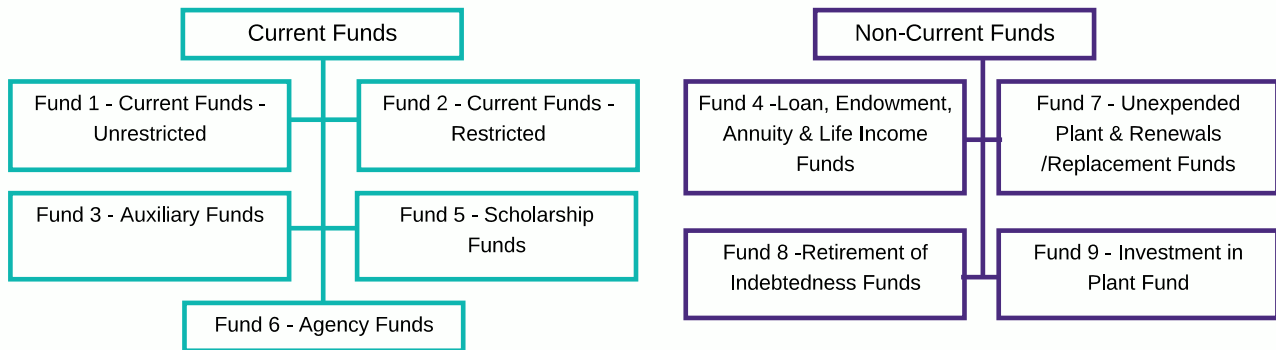 Current Funds
Fund 1 - Current Funds -
Unrestricted
Fund 2 - Current Funds -
Restricted
Fund 3 - Auxiliary Funds
Fund 5 - Scholarship
Funds
Fund 6 - Agency Funds
Non-Current Funds
Fund 4 -Loan, Endowment,
Annuity & Life Income
Funds
Fund 7 - Unexpended
Plant & Renewals
/Replacement Funds
Fund 8 -Retirement of
Indebtedness Funds
Fund 9 - Investment in
Plant Fund